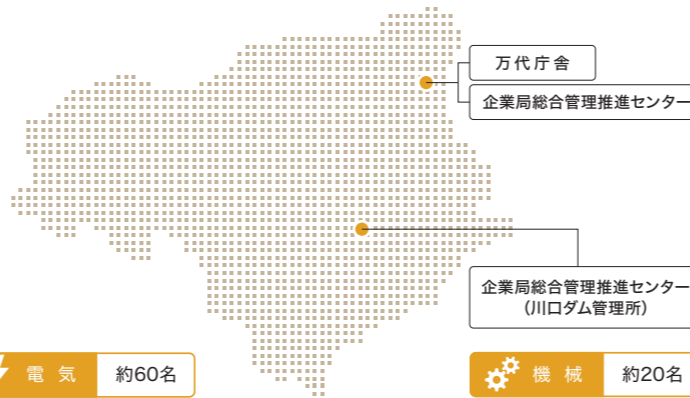 万代庁舎
企業局総合管理推進センター
企業局総合管理推進センター
(川口ダム管理所)
電気 約60名
機械 約20名